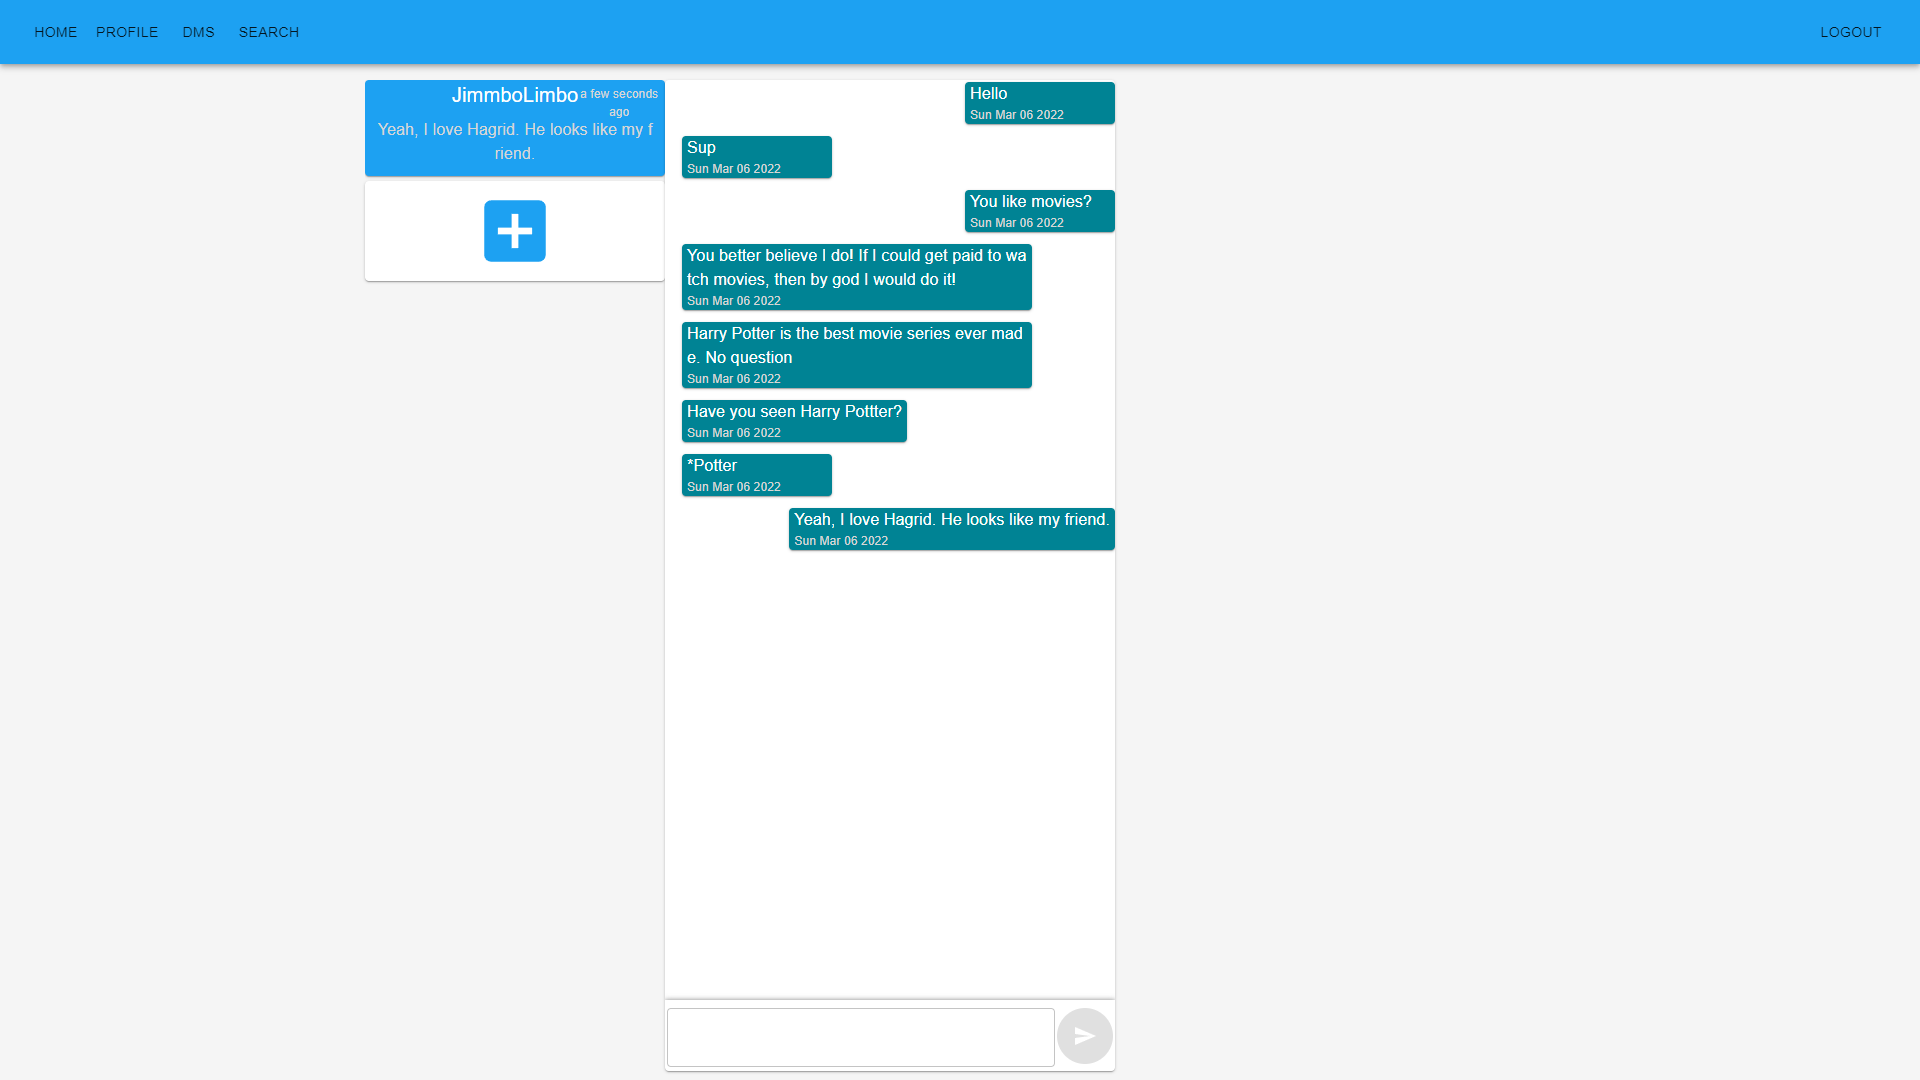 HOME PROFILE DMS SEARCH LOGOUT
JimmboLimbo a few seconds
ago
Yeah, I love Hagrid. He looks like my f
riend.
Hello
Sun Mar 06 2022
Sup
Sun Mar 06 2022
You like movies?
Sun Mar 06 2022
You better believe I do! If I could get paid to wa
tch movies, then by god I would do it!
Sun Mar 06 2022
Harry Potter is the best movie series ever mad
e. No question
Sun Mar 06 2022
Have you seen Harry Pottter?
Sun Mar 06 2022
*Potter
Sun Mar 06 2022
Yeah, I love Hagrid. He looks like my friend.
Sun Mar 06 2022